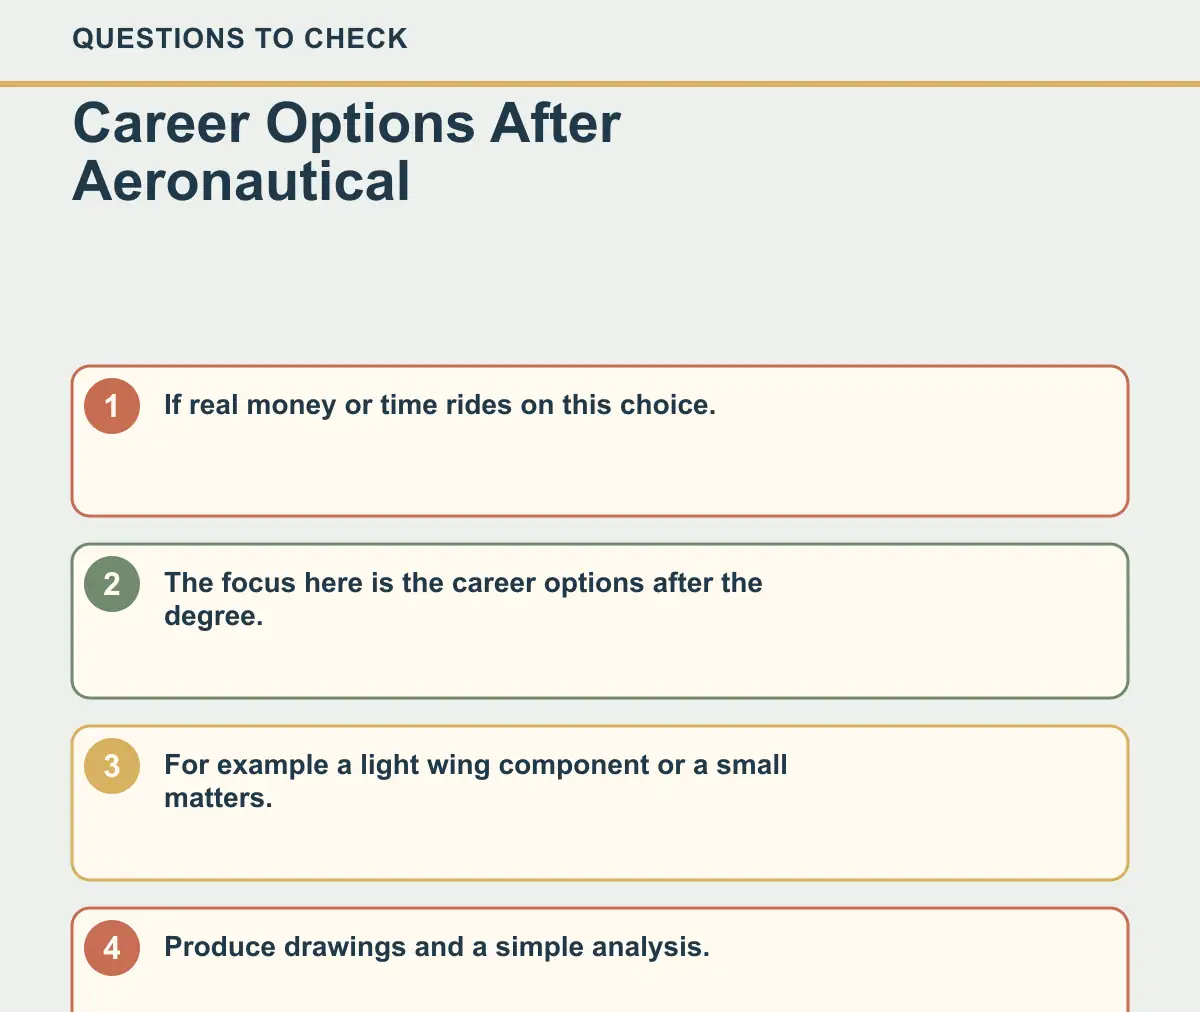 QUESTIONS TO CHECK
Career Options After
Aeronautical
1
If real money or time rides on this choice.
2
The focus here is the career options after the
degree.
3
For example a light wing component or a small
matters.
4
Produce drawings and a simple analysis.